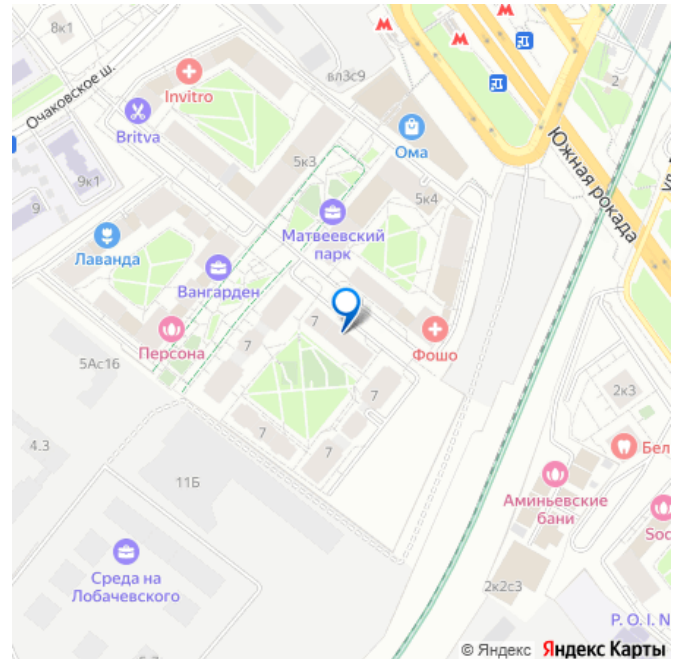 8к1
M
M
M
Очаковское ш.
вл3с9
2
Invitro
Britva
Ома
Южная рокада
5к3
9к1
9
5к4
Матвеевский
парк
Лаванда
Вангарден
7
Фошо
Персона
7
5Ас16
7
2к3
7
7
4.3
11Б
Бел
Аминьевские
бани
Soc
Среда на
Лобачевского
2к2с3
P. O. I. N
© Яндекс Яндекс Карты